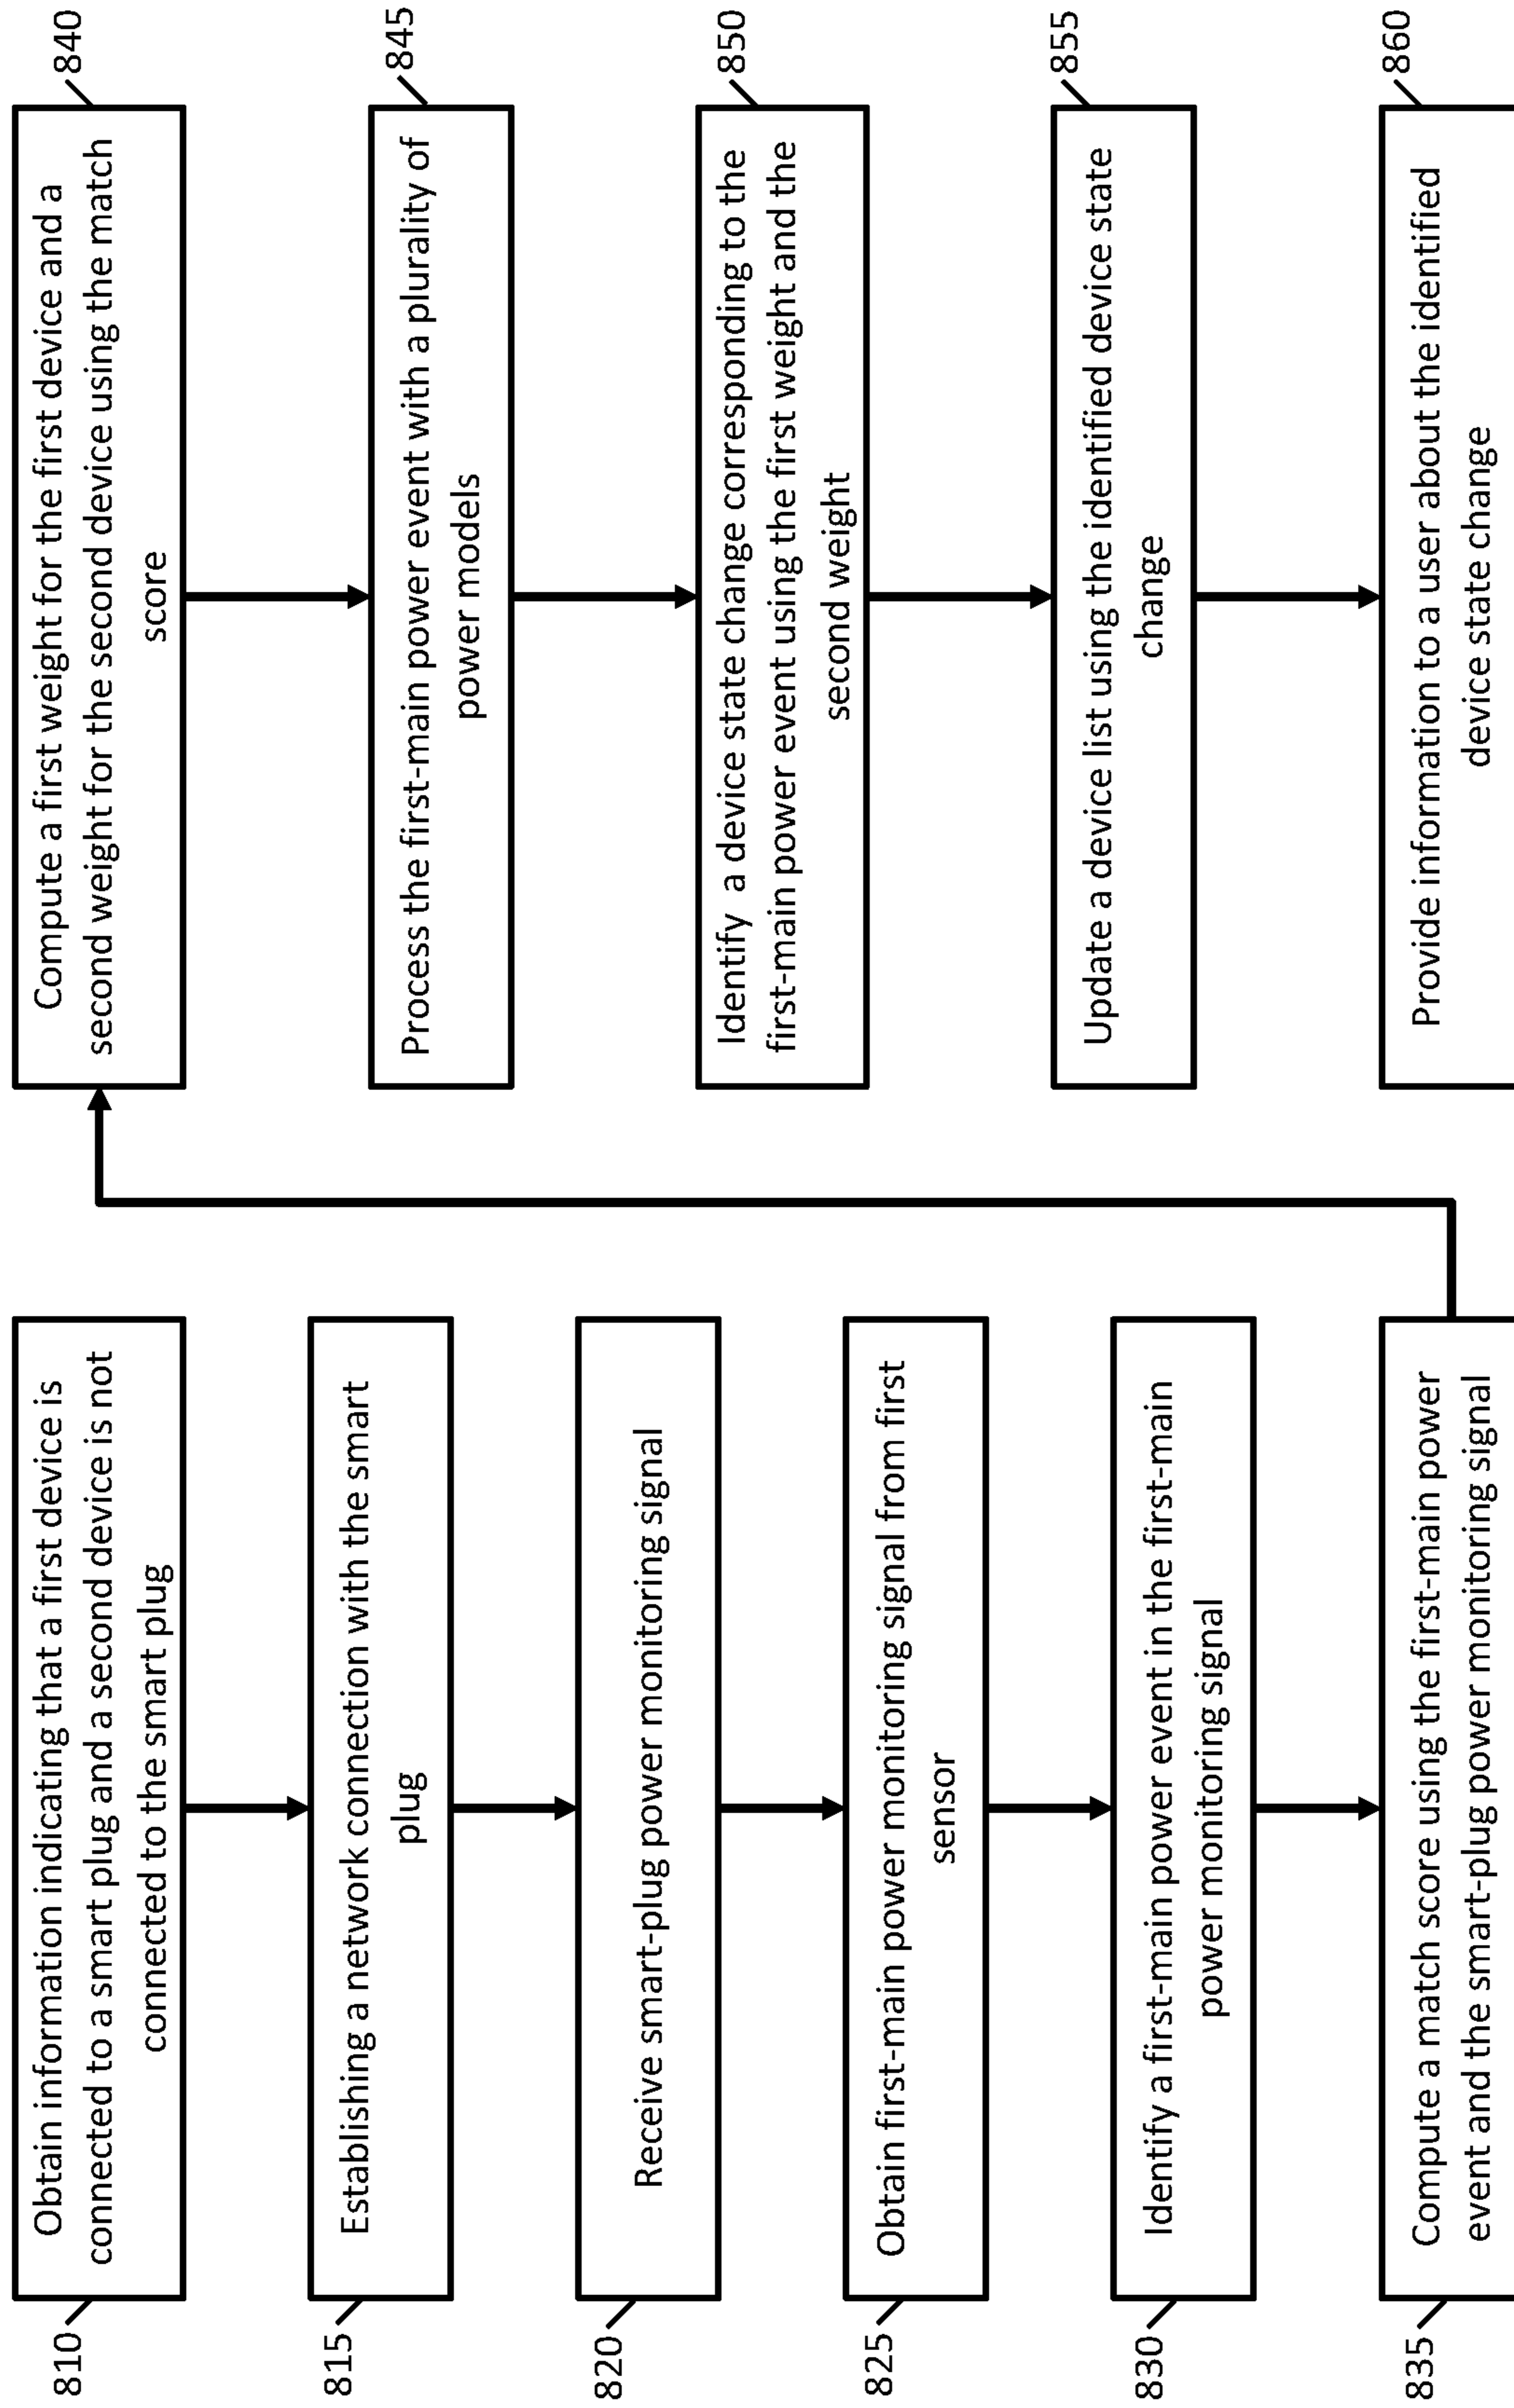 810
Obtain information indicating that a first device is
connected to a smart plug and a second device is not
connected to the smart plug
815
Establishing a network connection with the smart
plug
820
Receive smart-plug power monitoring signal
825
Obtain first-main power monitoring signal from first
sensor
830
Identify a first-main power event in the first-main
power monitoring signal
835
Compute a match score using the first-main power
event and the smart-plug power monitoring signal
840
Compute a first weight for the first device and a
second weight for the second device using the match
score
845
Process the first-main power event with a plurality of
power models
850
Identify  a device state change corresponding to the
first-main power event using the first weight and the
second weight
855
Update a device list using the identified device state
change
860
Provide information to a user about the identified
device state change